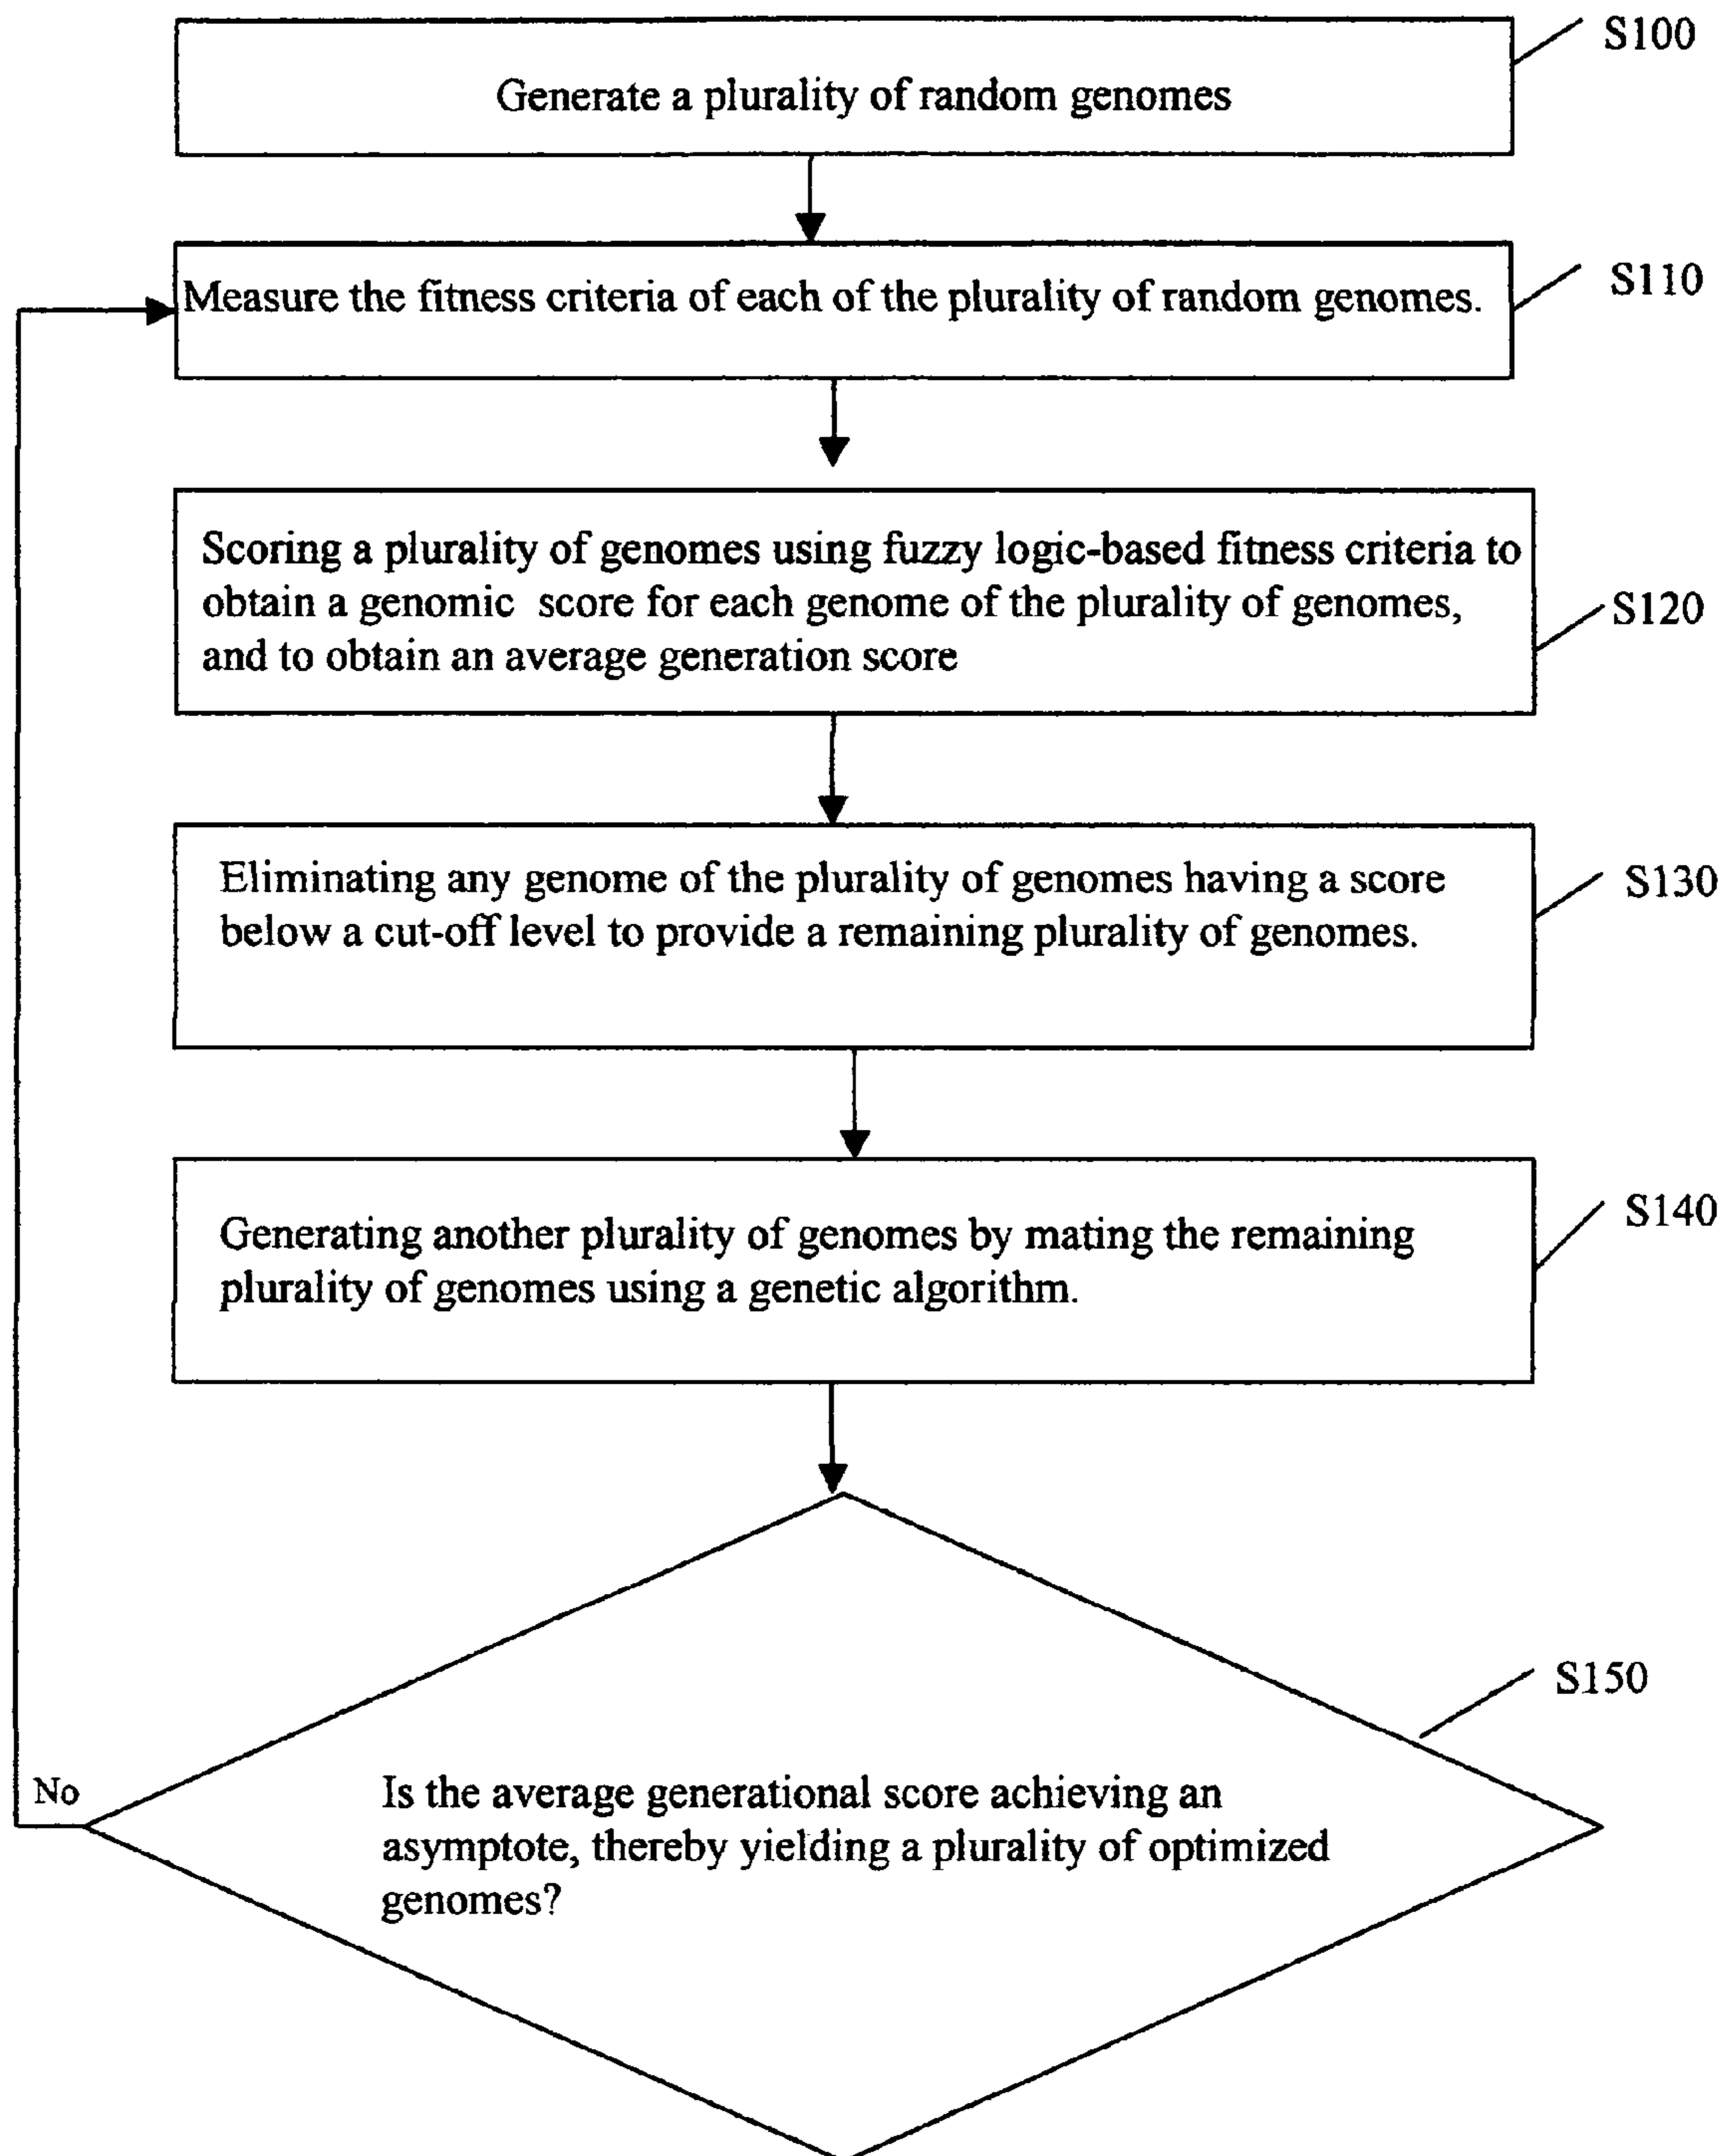 S100
Generate a plurality of random genomes
S110
Measure the fitness criteria of each of the plurality of random genomes.
Scoring a plurality of genomes using fuzzy logic-based fitness criteria to
obtain a genomic score for each genome of the plurality of genomes,
and to obtain an average generation score
S120
Eliminating any genome of the plurality of genomes having a score
below a cut-off level to provide a remaining plurality of genomes.
S130
Generating another plurality of genomes by mating the remaining
plurality of genomes using a genetic algorithm.
S140
S150
No
Is the average generational score achieving an
asymptote, thereby yielding a plurality of optimized
genomes?